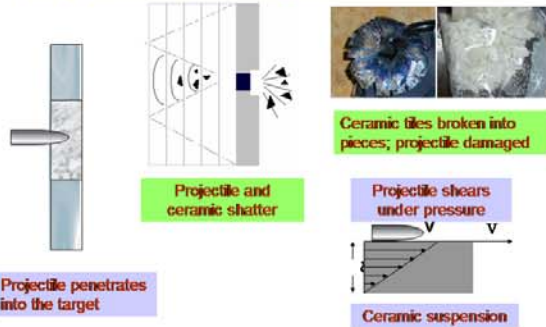 Ceramic tiles broken into
pieces; projectile damaged
Projectile and
ceramic shatter
Projectile shears
under pressure
V
V
Projectile penetrates
into the target
Ceramic suspension